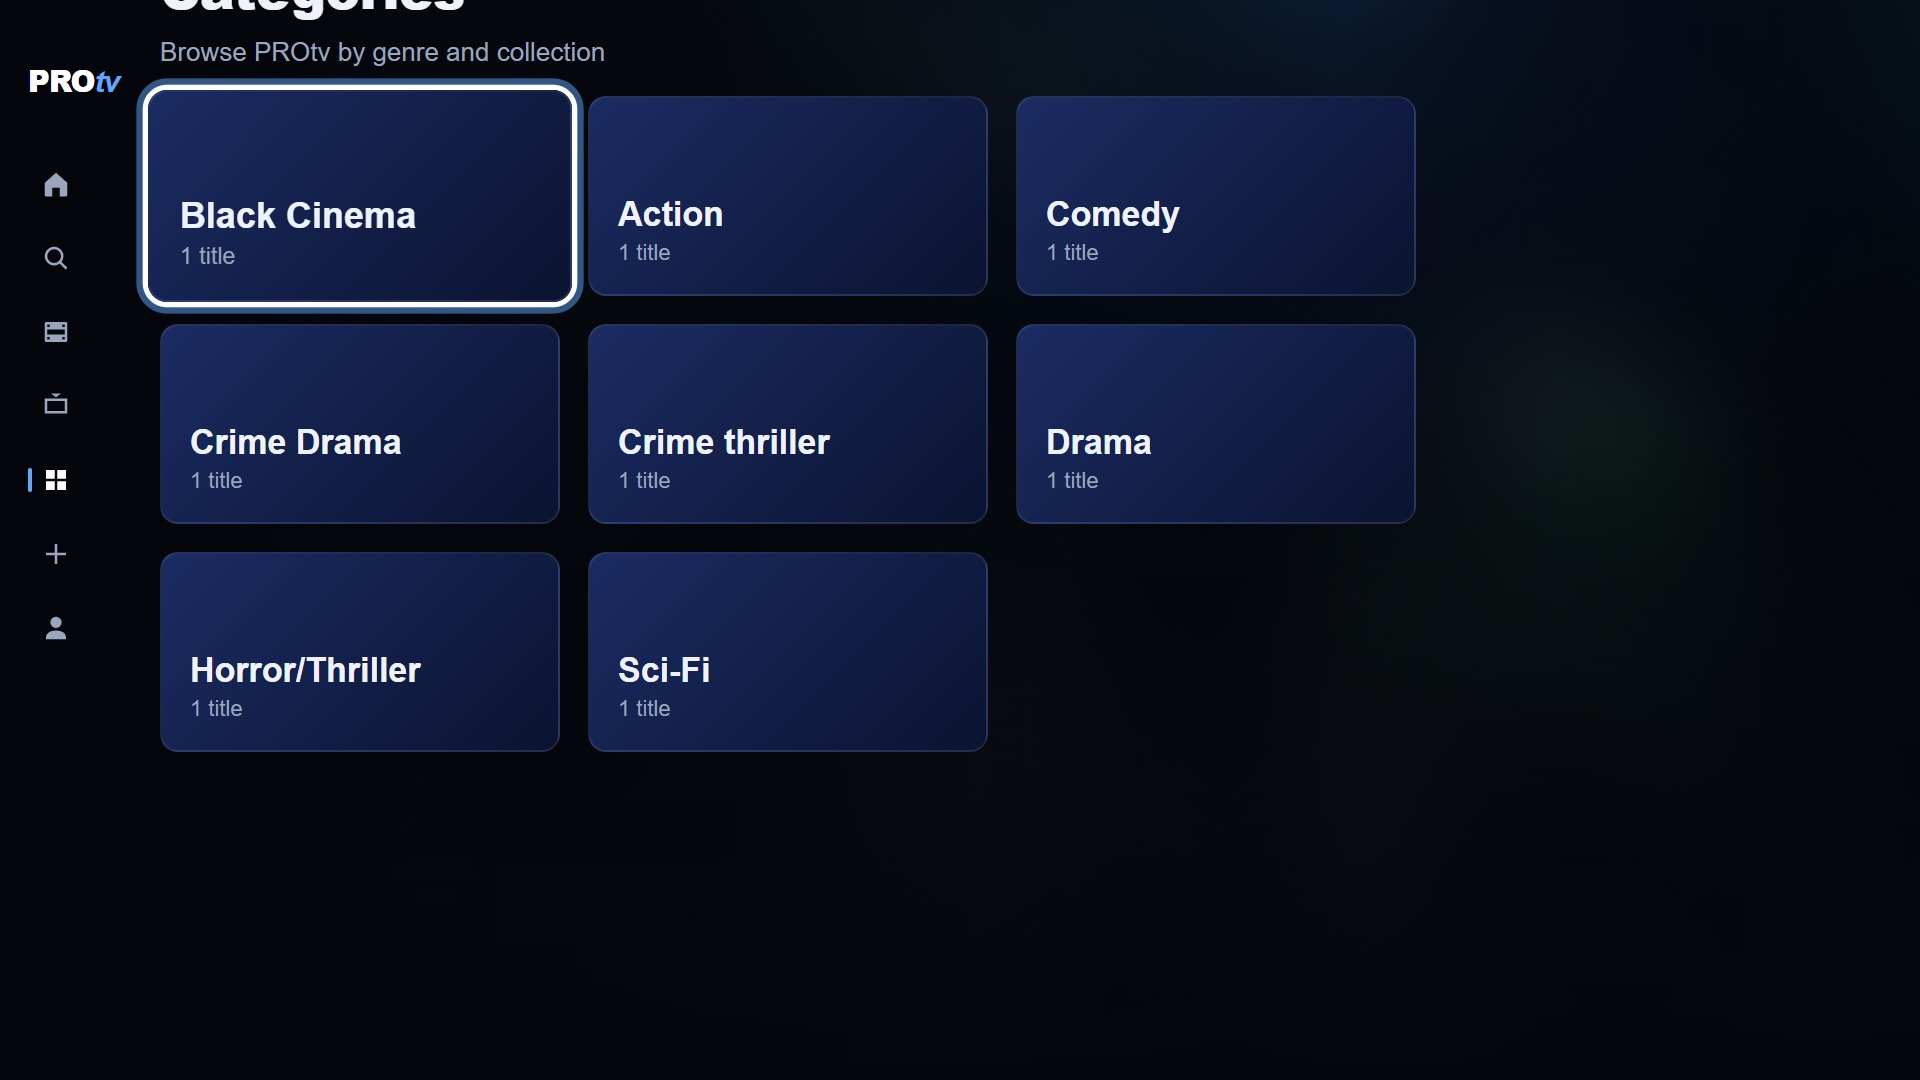 Categories
Browse PROtv by genre and collection
PROtv
Black Cinema
1 title
Action
1 title
Comedy
1 title
Crime Drama
1 title
Crime thriller
1 title
Drama
1 title
Horror/Thriller
1 title
Sci-Fi
1 title